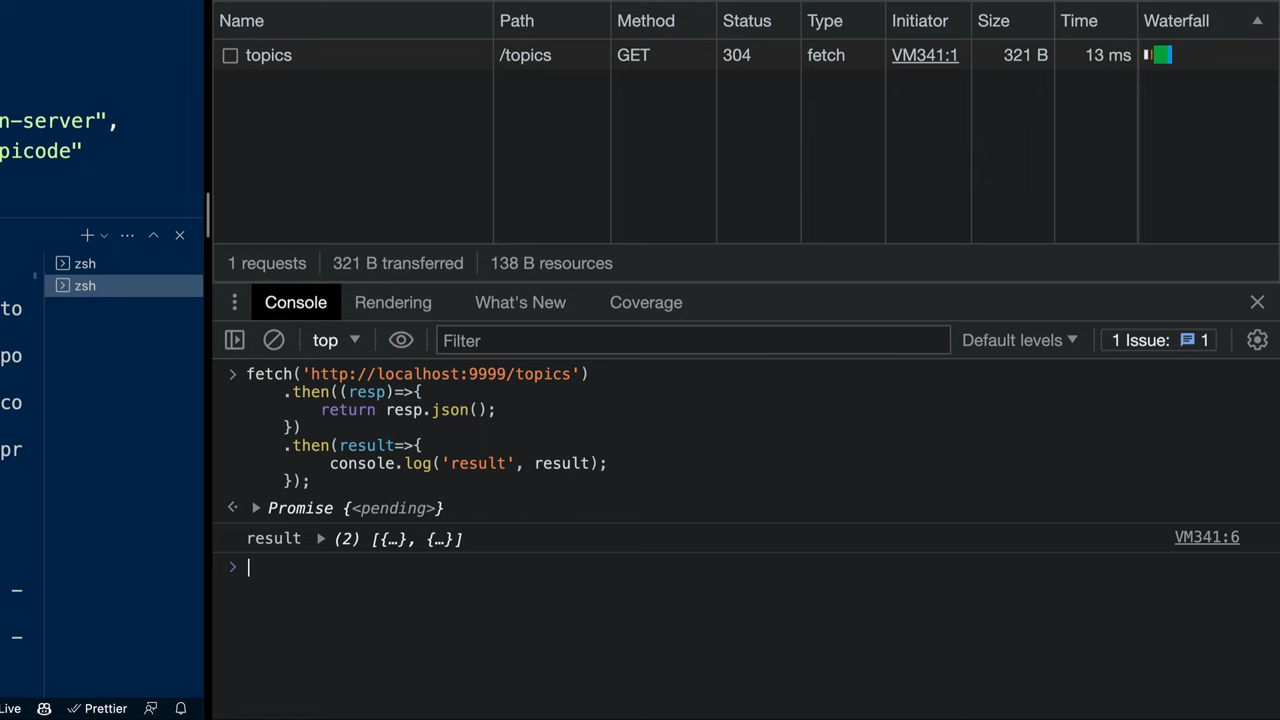 n-server",
picode"
zsh
zsh
to
po
co
pr
Live
Prettier
Name Path Method Status Type Initiator Size Time Waterfall
topics /topics GET 304 fetch VM341:1 321 B 13 ms
1 requests 321 B transferred 138 B resources
Console Rendering What's New Coverage
top Filter Default levels 1 Issue: 1
fetch('http://localhost:9999/topics')
.then((resp)=>{
return resp.json();
})
.then(result=>{
console.log('result', result);
});
Promise {<pending>}
result (2) [{…}, {…}] VM341:6